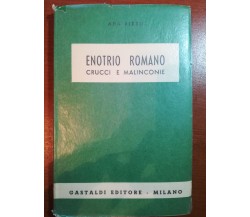 ENOTRIO ROMANO
CRUCCI E MALINCONIE
GASTALDI EDITORE - MILANO